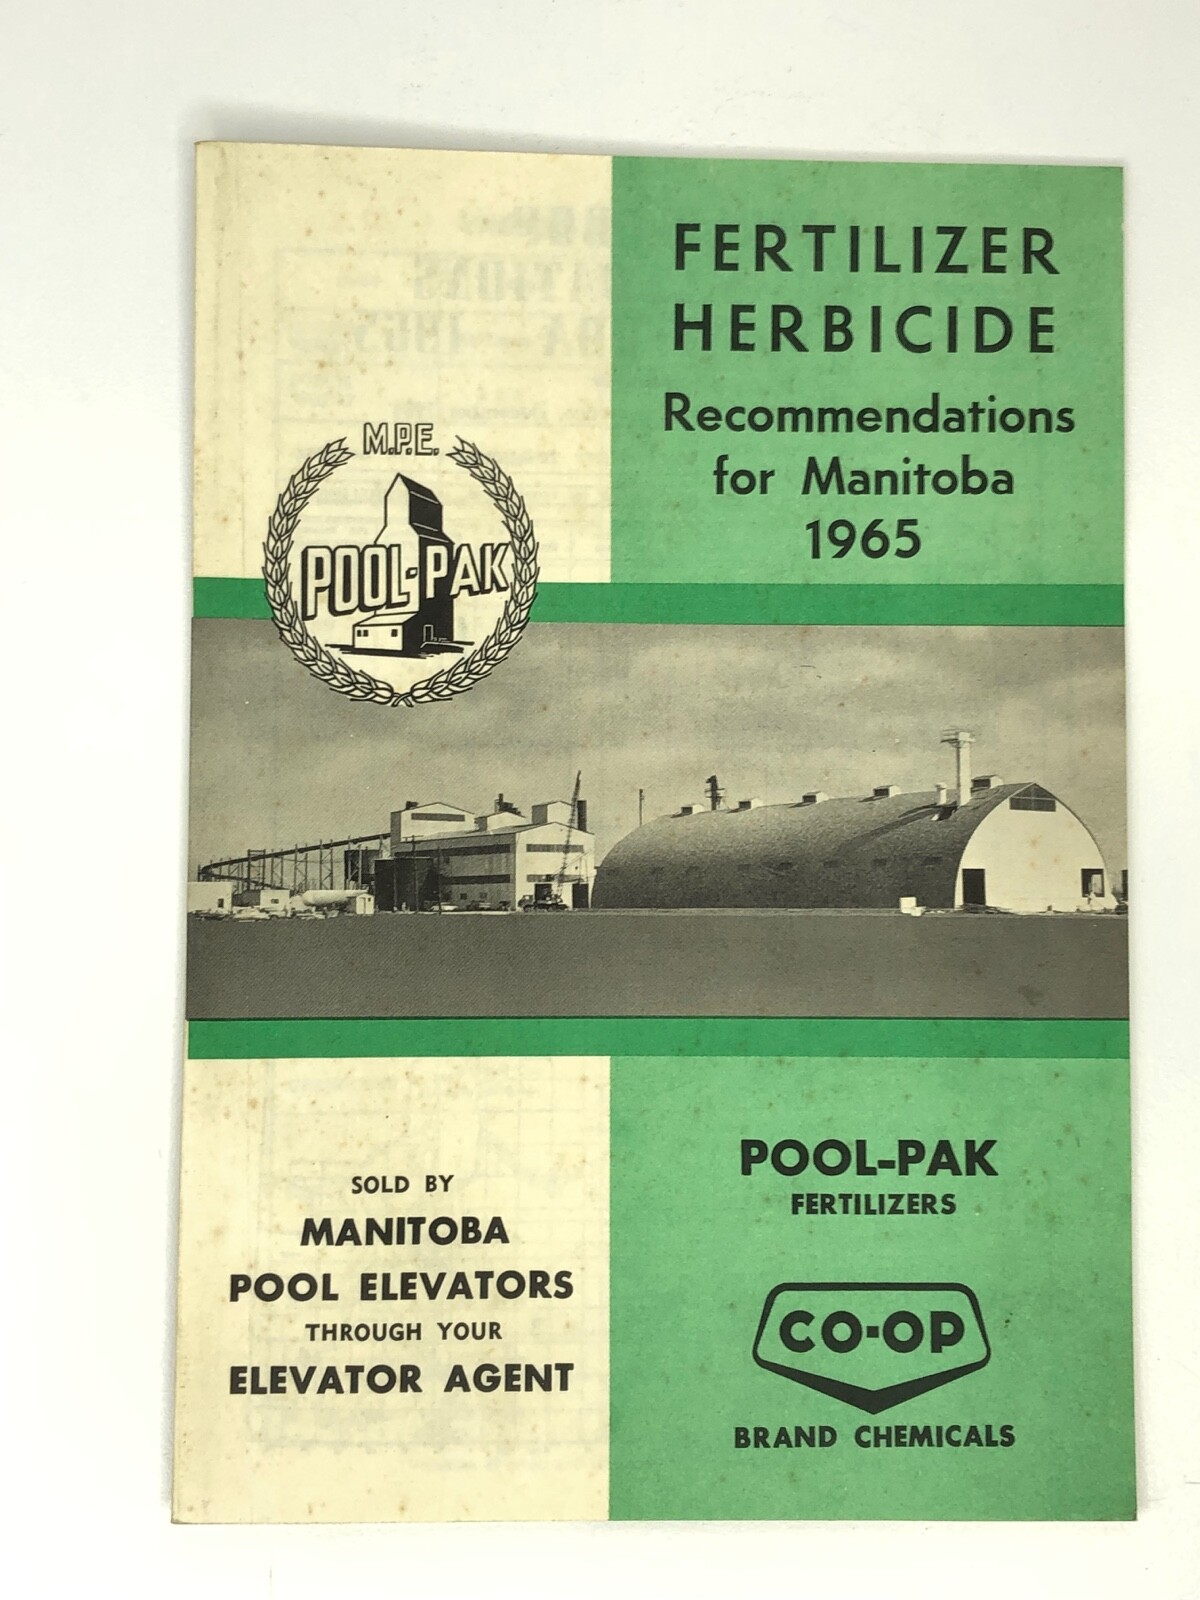 FERTILIZER
HERBICIDE
Recommendations
for Manitoba
1965
M.P.E.
POOL-PAK
SOLD BY
MANITOBA
POOL ELEVATORS
THROUGH YOUR
ELEVATOR AGENT
POOL-PAK
FERTILIZERS
CO-OP
BRAND CHEMICALS